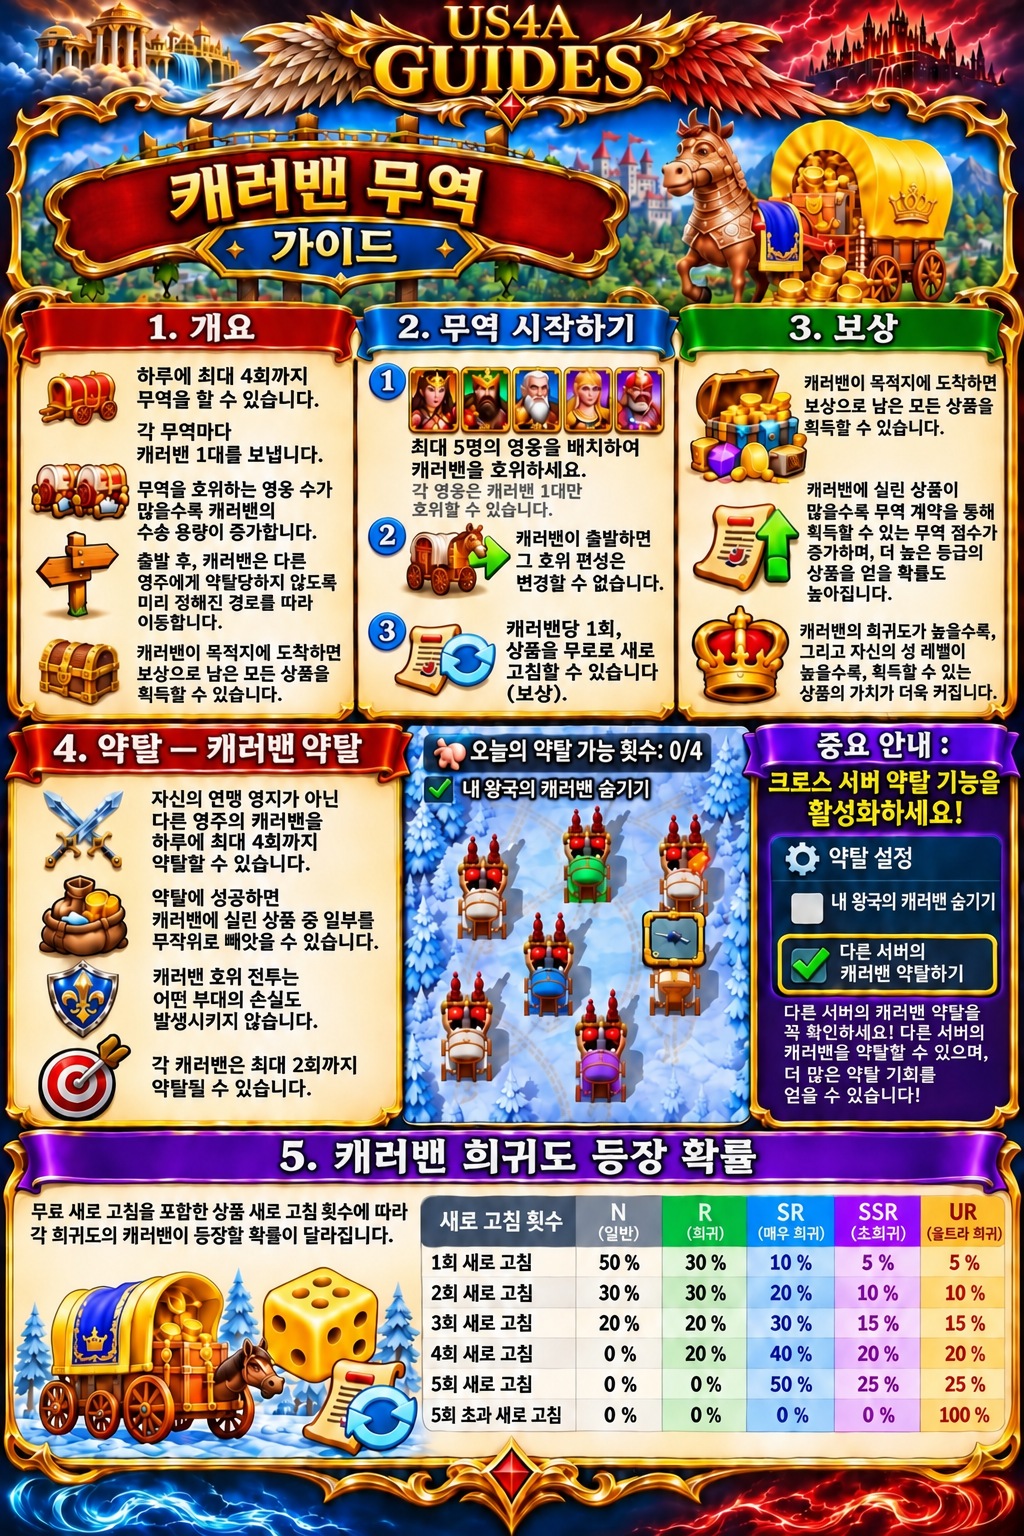 US4A
GUIDES
캐러밴 무역
가이드
1. 개요
하루에 최대 4회까지
무역을 할 수 있습니다.
각 무역마다
캐러밴 1대를 보냅니다.
무역을 호위하는 영웅 수가
많을수록 캐러밴의
수송 용량이 증가합니다.
출발 후, 캐러밴은 다른
영주에게 약탈당하지 않도록
미리 정해진 경로를 따라
이동합니다.
캐러밴이 목적지에 도착하면
보상으로 남은 모든 상품을
획득할 수 있습니다.
2. 무역 시작하기
1
최대 5명의 영웅을 배치하여
캐러밴을 호위하세요.
각 영웅은 캐러밴 1대만
호위할 수 있습니다.
2
캐러밴이 출발하면
그 호위 편성은
변경할 수 없습니다.
3
캐러밴당 1회,
상품을 무료로 새로
고침할 수 있습니다
(보상).
3. 보상
캐러밴이 목적지에 도착하면
보상으로 남은 모든 상품을
획득할 수 있습니다.
캐러밴에 실린 상품이
많을수록 무역 계약을 통해
획득할 수 있는 무역 점수가
증가하며, 더 높은 등급의
상품을 얻을 확률도
높아집니다.
캐러밴의 희귀도가 높을수록,
그리고 자신의 성 레벨이
높을수록, 획득할 수 있는
상품의 가치가 더욱 커집니다.
4. 약탈 – 캐러밴 약탈
자신의 연맹 영지가 아닌
다른 영주의 캐러밴을
하루에 최대 4회까지
약탈할 수 있습니다.
약탈에 성공하면
캐러밴에 실린 상품 중 일부를
무작위로 빼앗을 수 있습니다.
캐러밴 호위 전투는
어떤 부대의 손실도
발생시키지 않습니다.
각 캐러밴은 최대 2회까지
약탈될 수 있습니다.
오늘의 약탈 가능 횟수: 0/4
내 왕국의 캐러밴 숨기기
중요 안내 :
크로스 서버 약탈 기능을
활성화하세요!
약탈 설정
내 왕국의 캐러밴 숨기기
다른 서버의
캐러밴 약탈하기
다른 서버의 캐러밴 약탈을
꼭 확인하세요! 다른 서버의
캐러밴을 약탈할 수 있으며,
더 많은 약탈 기회를
얻을 수 있습니다!
5. 캐러밴 희귀도 등장 확률
무료 새로 고침을 포함한 상품 새로 고침 횟수에 따라
각 희귀도의 캐러밴이 등장할 확률이 달라집니다.
새로 고침 횟수 N (일반) R (희귀) SR (매우 희귀) SSR (초희귀) UR (울트라 희귀)
1회 새로 고침 50 % 30 % 10 % 5 % 5 %
2회 새로 고침 30 % 30 % 20 % 10 % 10 %
3회 새로 고침 20 % 20 % 30 % 15 % 15 %
4회 새로 고침 0 % 20 % 40 % 20 % 20 %
5회 새로 고침 0 % 0 % 50 % 25 % 25 %
5회 초과 새로 고침 0 % 0 % 0 % 0 % 100 %